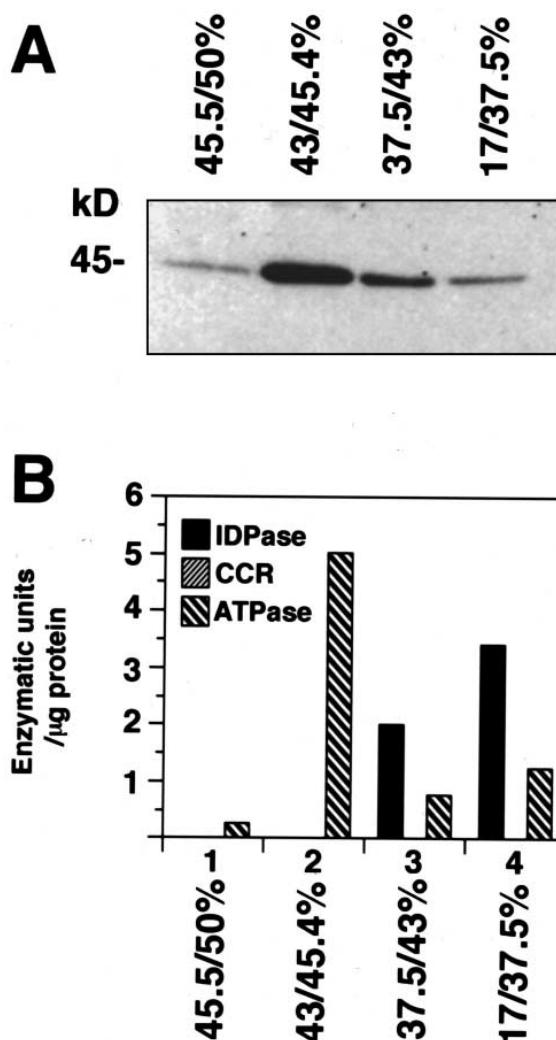 A
45.5/50%
43/45.4%
37.5/43%
17/37.5%
kD
45-
B
6
5
4
3
2
1
Enzymatic units
/µg protein
IDPase
CCR
ATPase
1
2
3
4
45.5/50%
43/45.4%
37.5/43%
17/37.5%